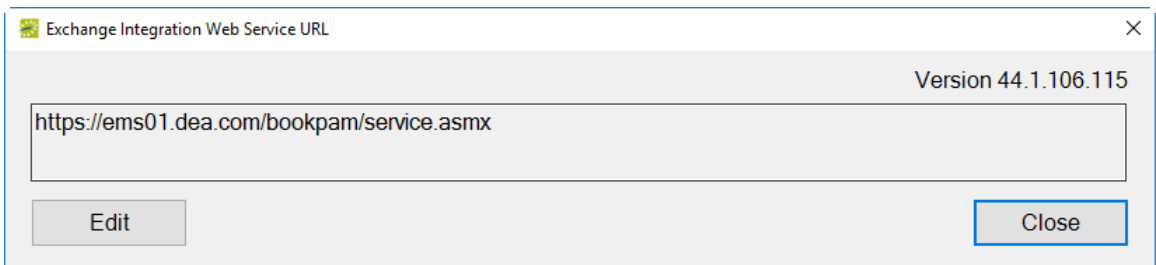 Exchange Integration Web Service URL
Version 44.1.106.115
https://ems01.dea.com/bookpam/service.asmx
Edit
Close